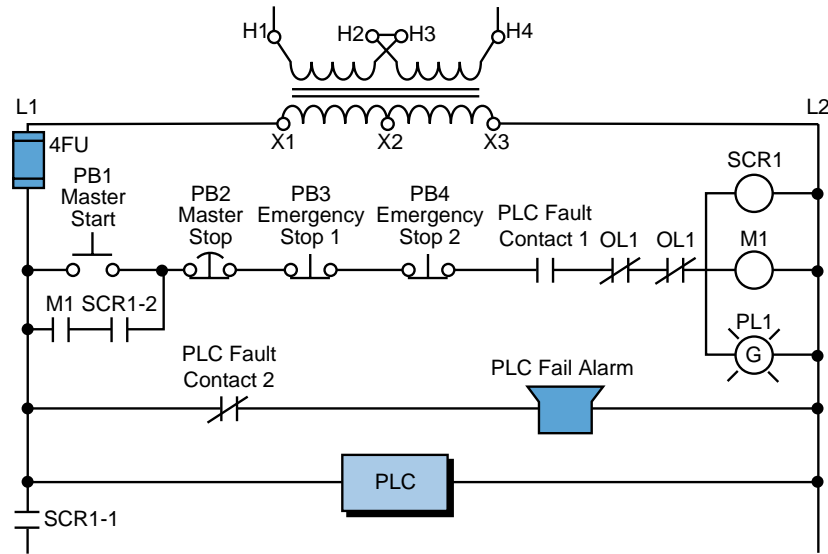 H1
H2
H3
H4
L1
L2
X1
X2
X3
4FU
SCR1
PB1
Master
Start
PB2
Master
Stop
PB3
Emergency
Stop 1
PB4
Emergency
Stop 2
PLC Fault
Contact 1
OL1
OL1
M1
M1
SCR1-2
PL1
G
PLC Fault
Contact 2
PLC Fail Alarm
PLC
SCR1-1